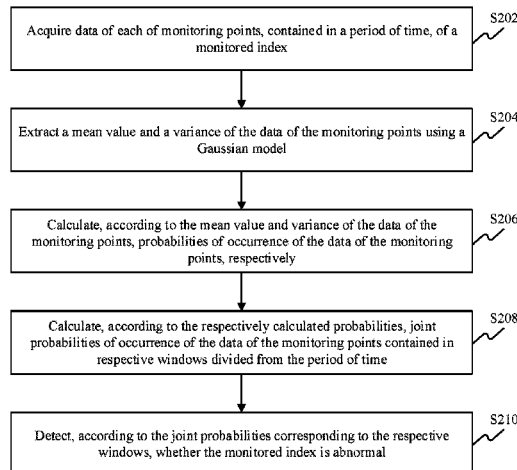 S202
Acquire data of each of monitoring points, contained in a period of time, of a
monitored index
S204
Extract a mean value and a variance of the data of the monitoring points using a
Gaussian model
S206
Calculate, according to the mean value and variance of the data of the
monitoring points, probabilities of occurrence of the data of the monitoring
points, respectively
S208
Calculate, according to the respectively calculated probabilities, joint
probabilities of occurrence of the data of the monitoring points contained in
respective windows divided from the period of time
S210
Detect, according to the joint probabilities corresponding to the respective
windows, whether the monitored index is abnormal